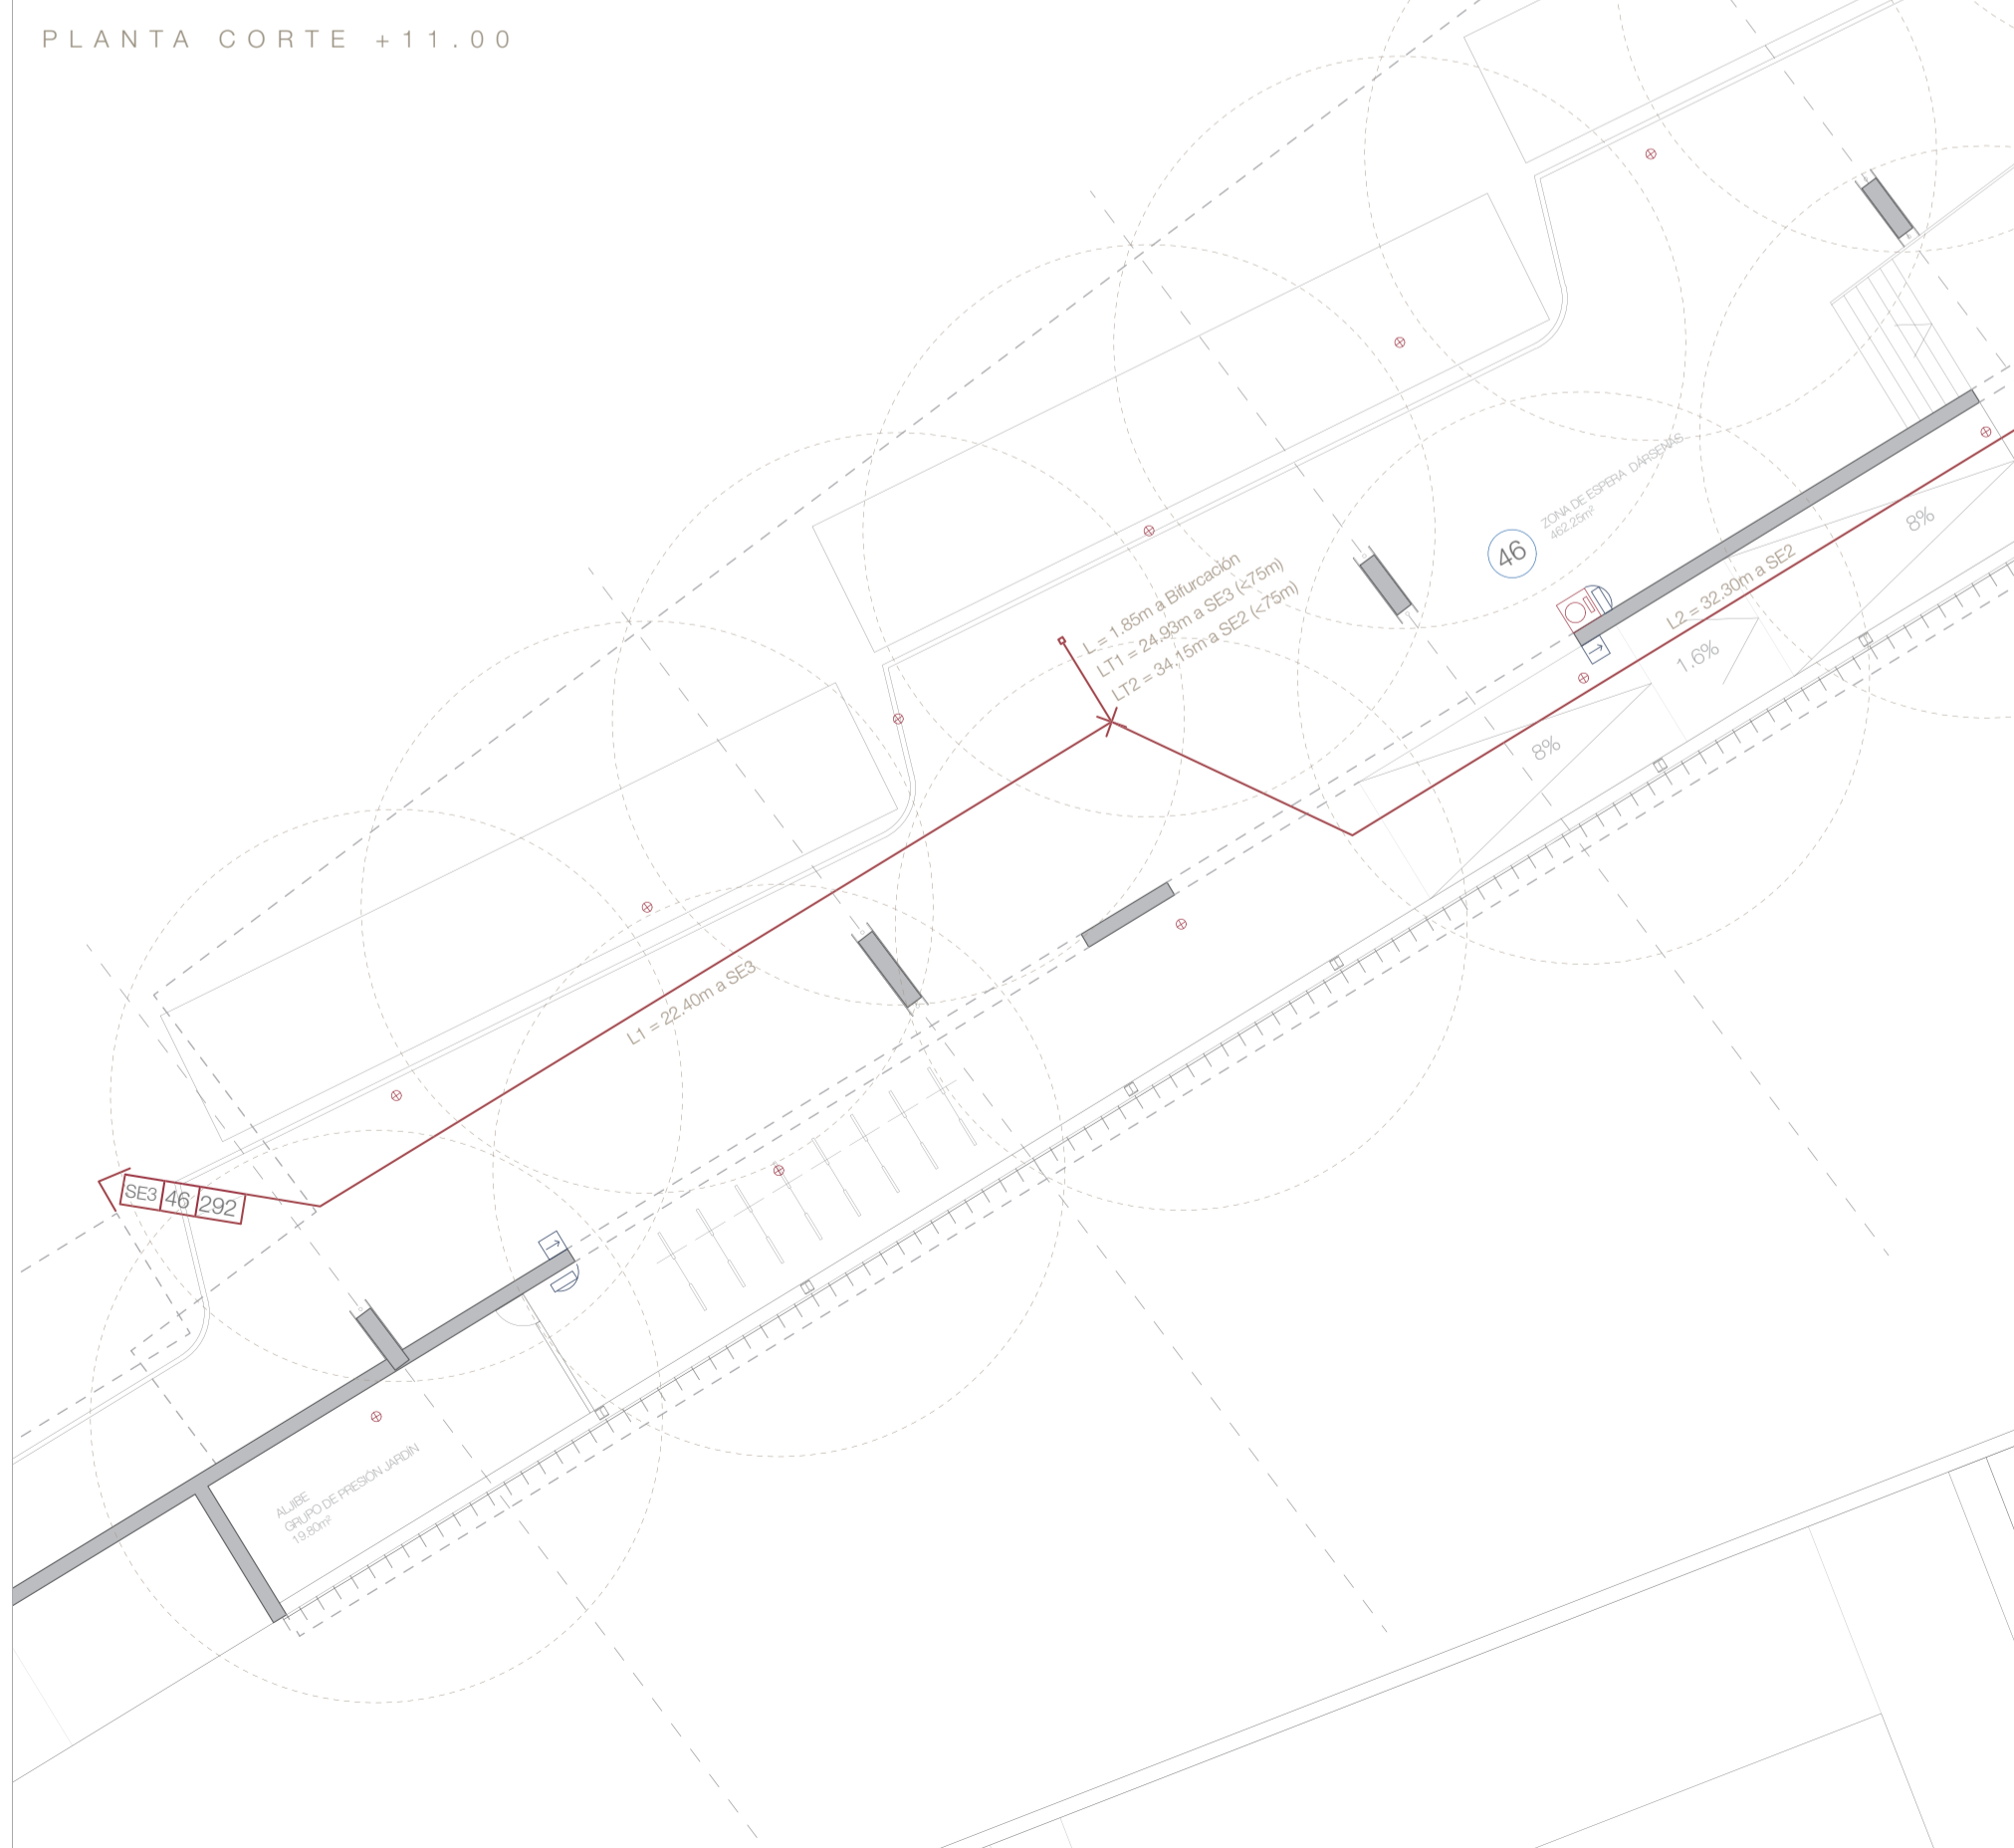 PLANTA CORTE +11.00
ZONA DE ESPERA DÁRSENAS
462.25m²
46
8%
L = 1.85m a Bifurcación
LT1 = 24.93m a SE3 (<75m)
LT2 = 34.15m a SE2 (<75m)
L2 = 32.30m a SE2
1.6%
8%
L1 = 22.40m a SE3
SE3 46 292
ALJIBE
GRUPO DE PRESIÓN JARDÍN
19.80m²